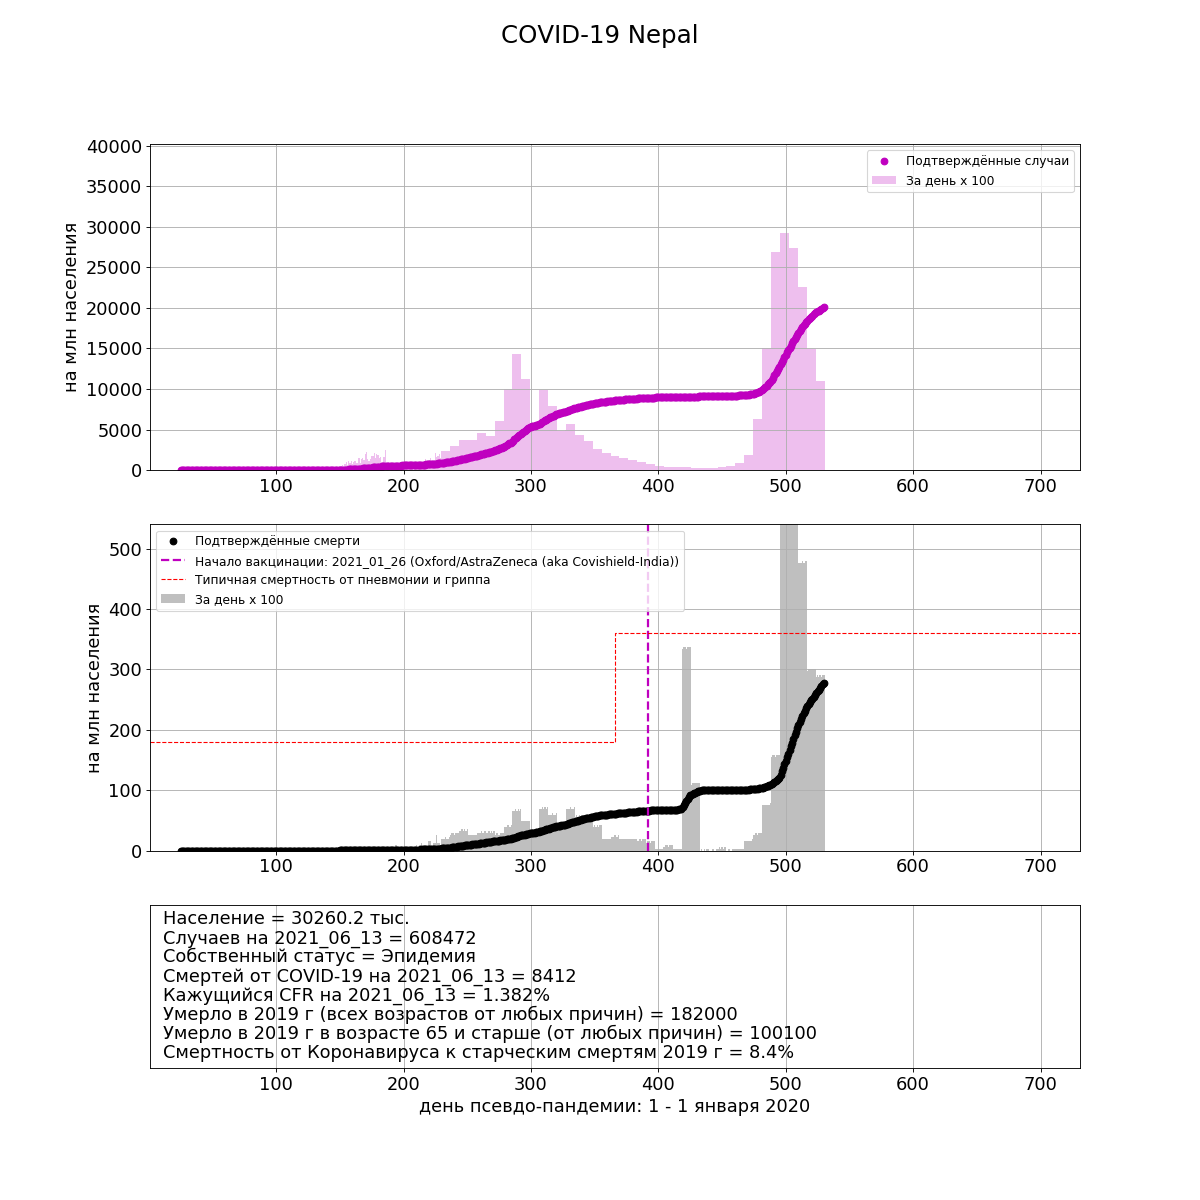 COVID-19 Nepal
на млн населения
40000
35000
30000
25000
20000
15000
10000
5000
0
Подтверждённые случаи
За день x 100
100 200 300 400 500 600 700
на млн населения
500
400
300
200
100
0
Подтверждённые смерти
Начало вакцинации: 2021_01_26 (Oxford/AstraZeneca (aka Covishield-India))
Типичная смертность от пневмонии и гриппа
За день x 100
100 200 300 400 500 600 700
Население = 30260.2 тыс.
Случаев на 2021_06_13 = 608472
Собственный статус = Эпидемия
Смертей от COVID-19 на 2021_06_13 = 8412
Кажущийся CFR на 2021_06_13 = 1.382%
Умерло в 2019 г (всех возрастов от любых причин) = 182000
Умерло в 2019 г в возрасте 65 и старше (от любых причин) = 100100
Смертность от Коронавируса к старческим смертям 2019 г = 8.4%
100 200 300 400 500 600 700
день псевдо-пандемии: 1 - 1 января 2020